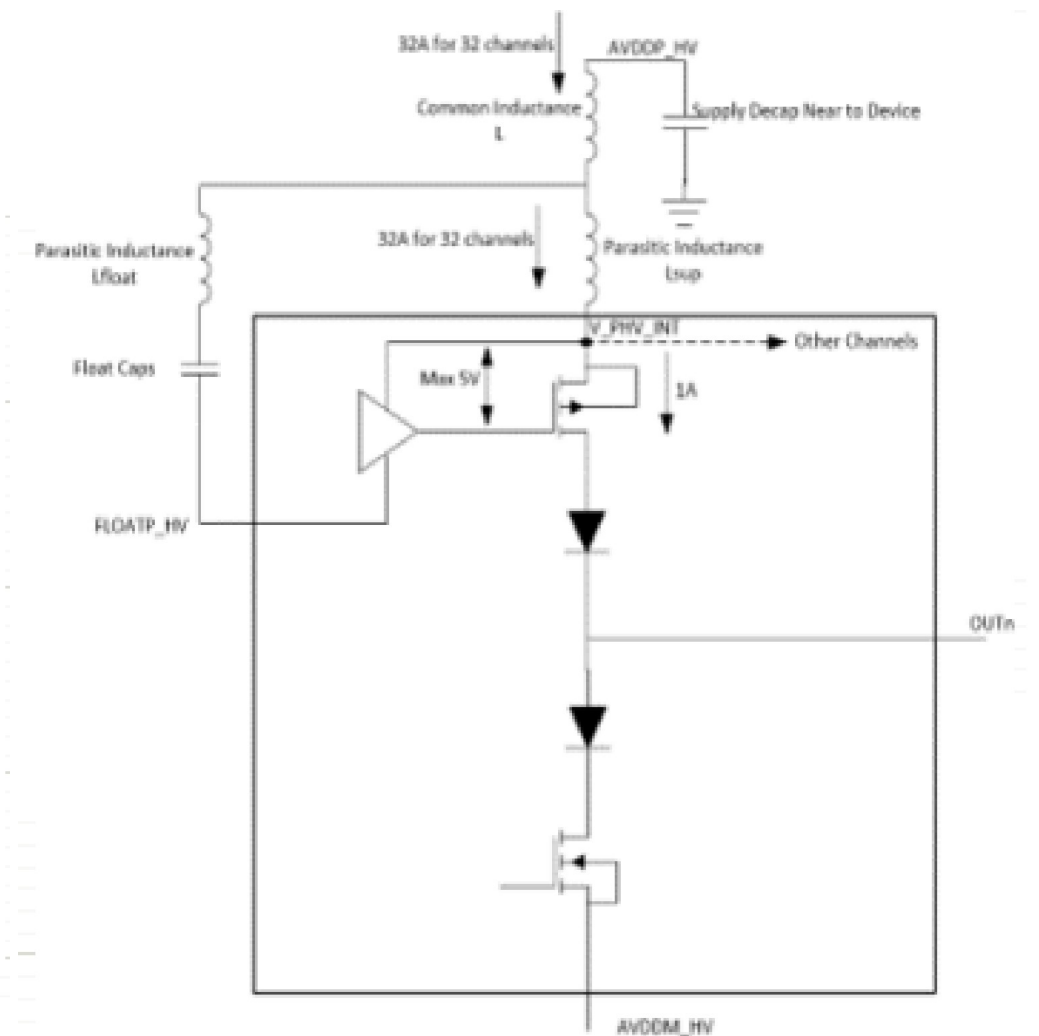 32A for 32 channels
AVDDP_HV
Common Inductance
L
Supply Decap Near to Device
Parasitic Inductance
Lfloat
32A for 32 channels
Parasitic Inductance
Lsup
V_PHV_INT
Other Channels
Float Caps
Max 5V
1A
FLOATP_HV
OUTn
AVDDM_HV